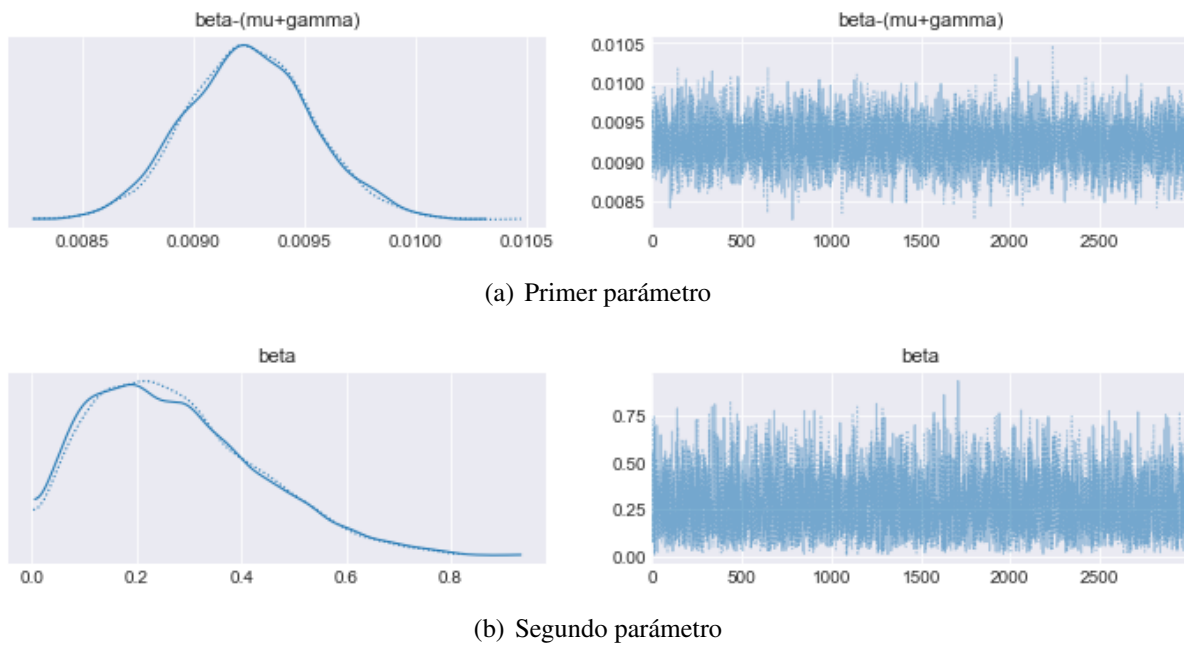 beta-(mu+gamma)
beta-(mu+gamma)
0.0105
0.0100
0.0095
0.0090
0.0085
0.0085 0.0090 0.0095 0.0100 0.0105
0 500 1000 1500 2000 2500
(a) Primer parámetro
beta
beta
0.75
0.50
0.25
0.00
0.0 0.2 0.4 0.6 0.8
0 500 1000 1500 2000 2500
(b) Segundo parámetro